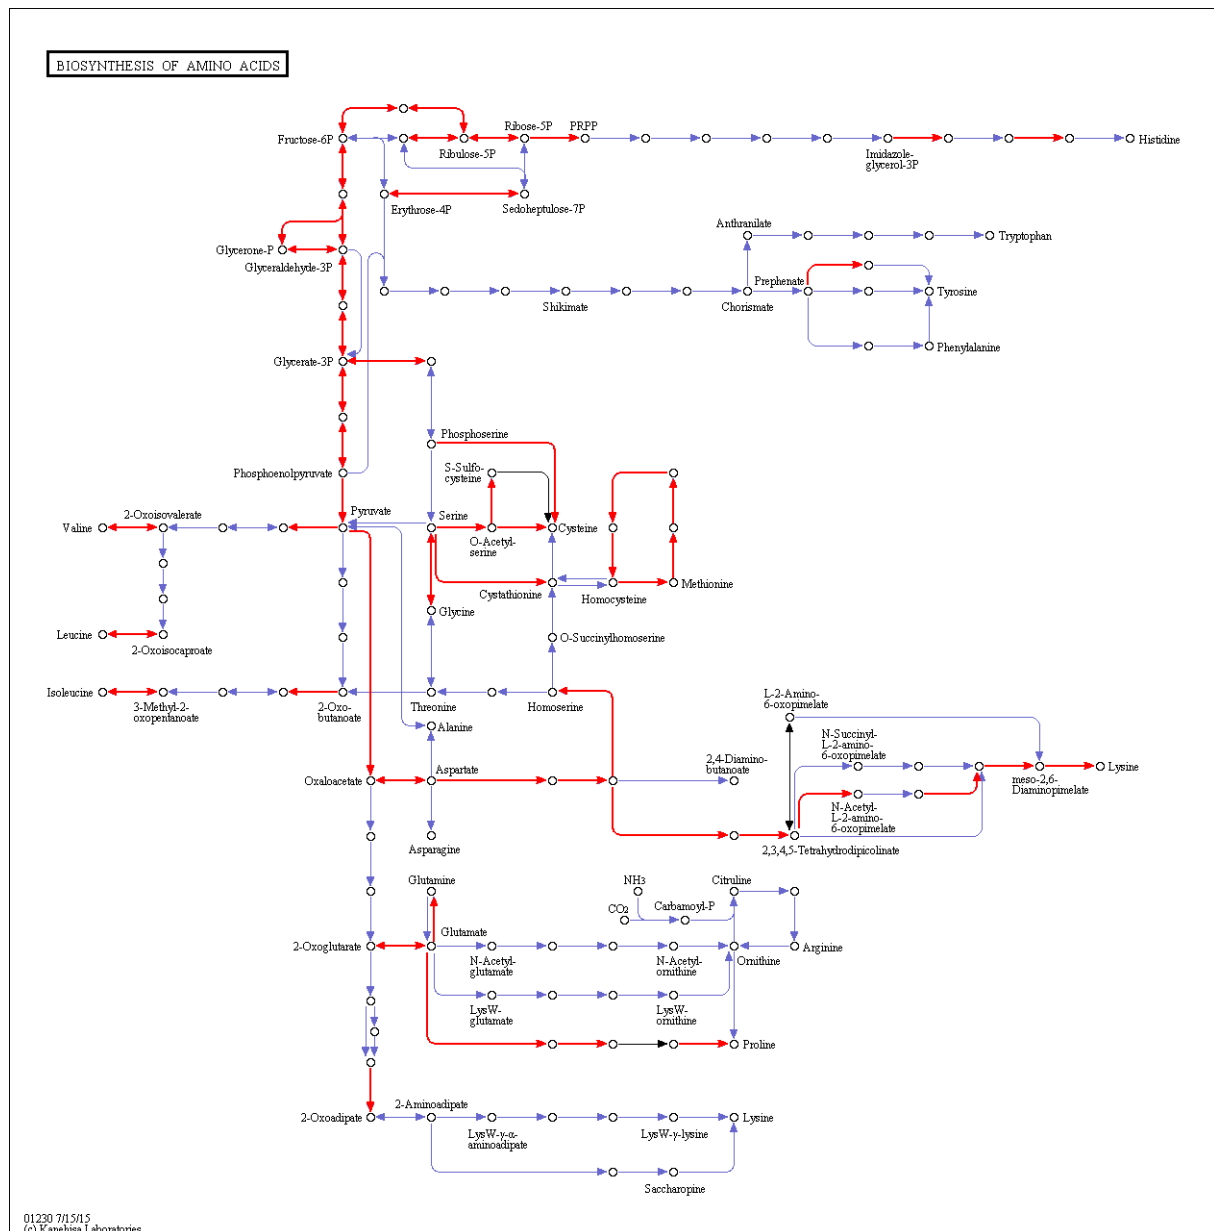 BIOSYNTHESIS OF AMINO ACIDS
Fructose-6P
Ribose-5P
PRPP
Ribulose-5P
Imidazole-
glycerol-3P
Histidine
Erythrose-4P
Sedoheptulose-7P
Glycerone-P
Glyceraldehyde-3P
Anthranilate
Tryptophan
Prephenate
Shikimate
Chorismate
Tyrosine
Phenylalanine
Glycerate-3P
Phosphoserine
Phosphoenolpyruvate
S-Sulfo-
cysteine
2-Oxoisovalerate
Pyruvate
Serine
Valine
Cysteine
O-Acetyl-
serine
Cystathionine
Homocysteine
Methionine
Glycine
Leucine
2-Oxoisocaproate
O-Succinylhomoserine
Isoleucine
3-Methyl-2-
oxopentanoate
2-Oxo-
butanoate
Threonine
Homoserine
L-2-Amino-
6-oxopimelate
Alanine
N-Succinyl-
L-2-amino-
6-oxopimelate
2,4-Diamino-
butanoate
Oxaloacetate
Aspartate
Lysine
meso-2,6-
Diaminopimelate
N-Acetyl-
L-2-amino-
6-oxopimelate
Asparagine
2,3,4,5-Tetrahydrodipicolinate
Glutamine
NH3
Citruline
CO2
Carbamoyl-P
2-Oxoglutarate
Glutamate
N-Acetyl-
glutamate
N-Acetyl-
ornithine
Ornithine
Arginine
LysW-
glutamate
LysW-
ornithine
Proline
2-Oxoadipate
2-Aminoadipate
LysW-γ-α-
aminoadipate
LysW-γ-lysine
Lysine
Saccharopine
01230 7/15/15
(c) Kanehisa Laboratories